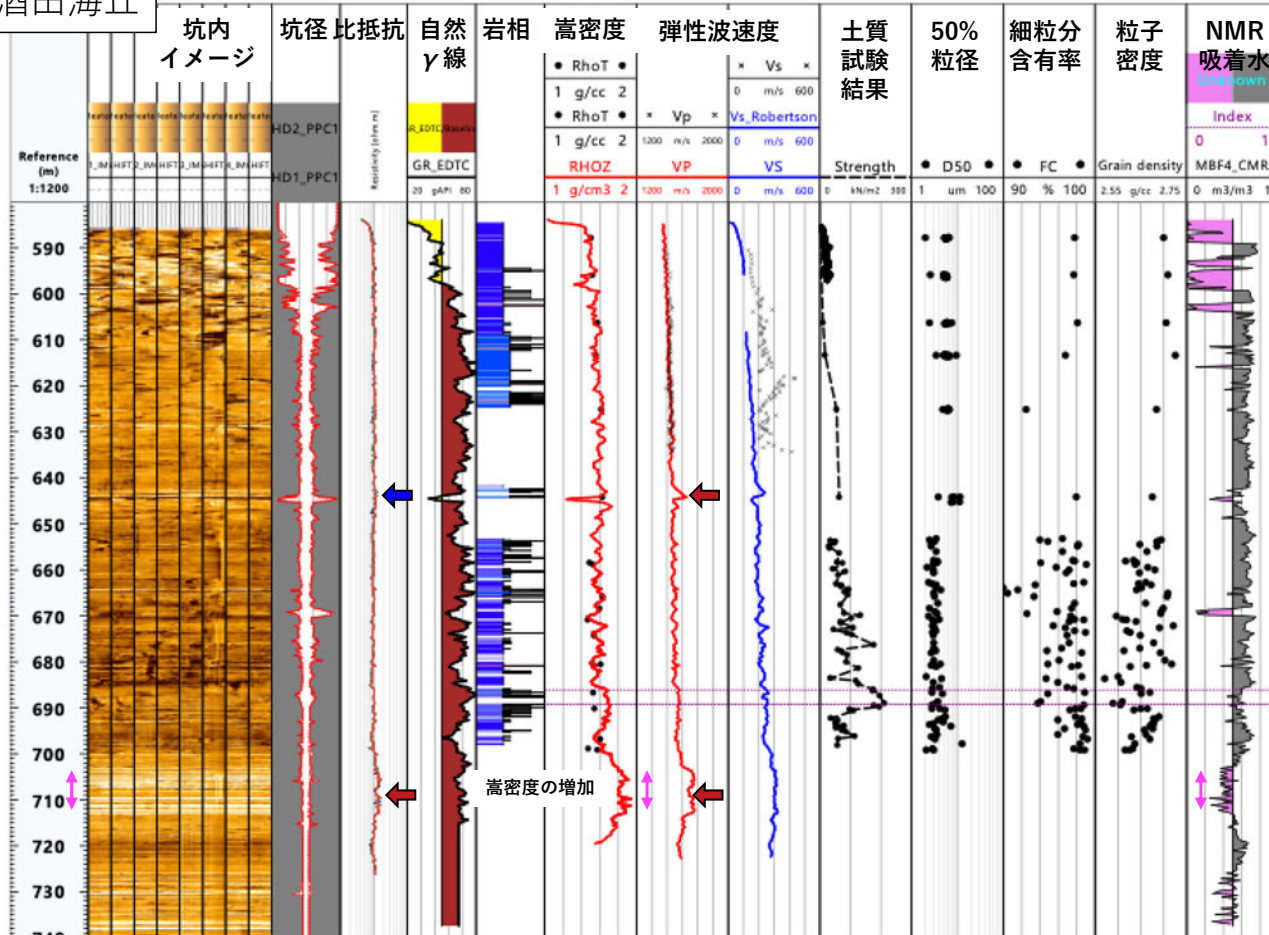 酒田海丘
坑内
イメージ
坑径
比抵抗
自然
γ線
岩相
嵩密度
弾性波速度
土質
試験
結果
50%
粒径
細粒分
含有率
粒子
密度
NMR
吸着水
Unknown
● RhoT ●
1 g/cc 2
● RhoT ●
1 g/cc 2
RHOZ
1 g/cm3 2
× Vp ×
1200 m/s 2000
VP
1200 m/s 2000
× Vs ×
0 m/s 600
Vs_Robertson
0 m/s 600
VS
0 m/s 600
Reference
(m)
1:1200
HD2_PPC1
HD1_PPC1
Resistivity [ohm.m]
GR_EDTC
20 gAPI 80
Strength
0 kN/m2 300
● D50 ●
1 um 100
● FC ●
90 % 100
Grain density
2.55 g/cc 2.75
Index
0 1
MBF4_CMR
0 m3/m3 1
590
600
610
620
630
640
650
660
670
680
690
700
710
720
730
740
嵩密度の増加